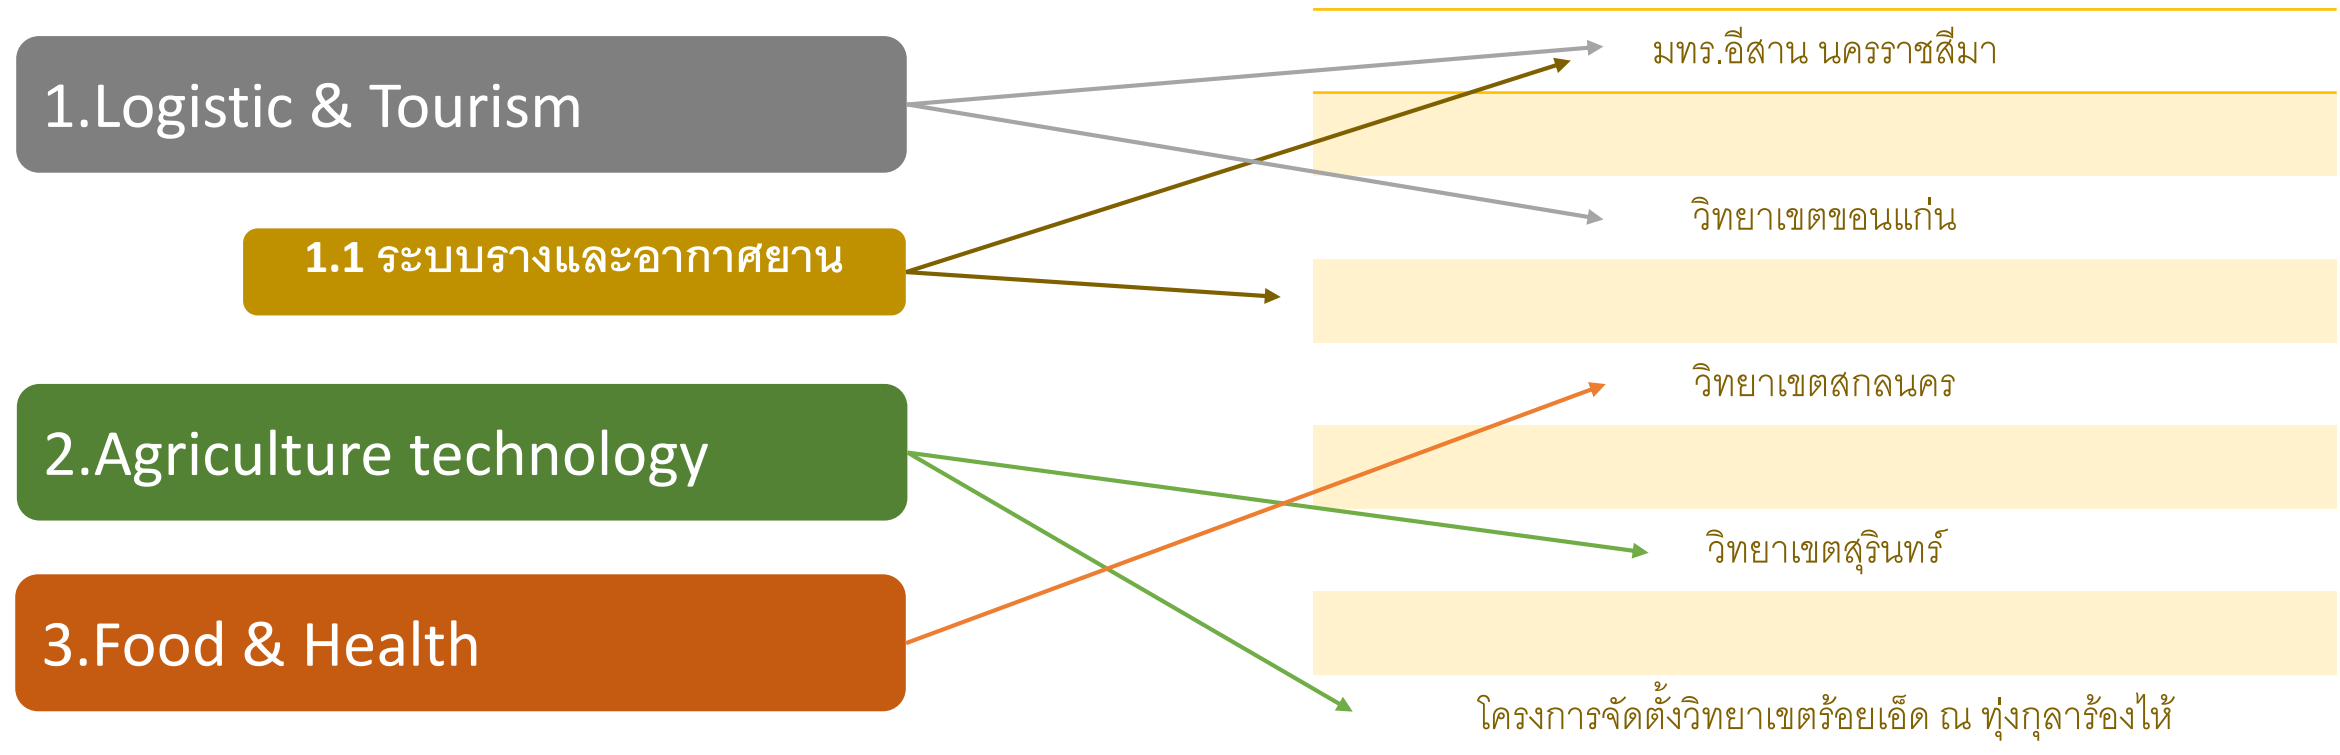 1.Logistic & Tourism
1.1 ระบบรางและอากาศยาน
2.Agriculture technology
3.Food & Health
มทร.อีสาน นครราชสีมา
วิทยาเขตขอนแก่น
วิทยาเขตสกลนคร
วิทยาเขตสุรินทร์
โครงการจัดตั้งวิทยาเขตร้อยเอ็ด ณ ทุ่งกุลาร้องไห้